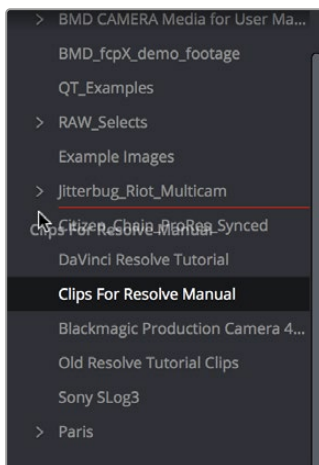 BMD CAMERA Media for User Ma...
BMD_fcpX_demo_footage
QT_Examples
RAW_Selects
Example Images
Jitterbug_Riot_Multicam
Citizen_Chain_ProRes_Synced
Clips For Resolve Manual
DaVinci Resolve Tutorial
Clips For Resolve Manual
Blackmagic Production Camera 4...
Old Resolve Tutorial Clips
Sony SLog3
Paris